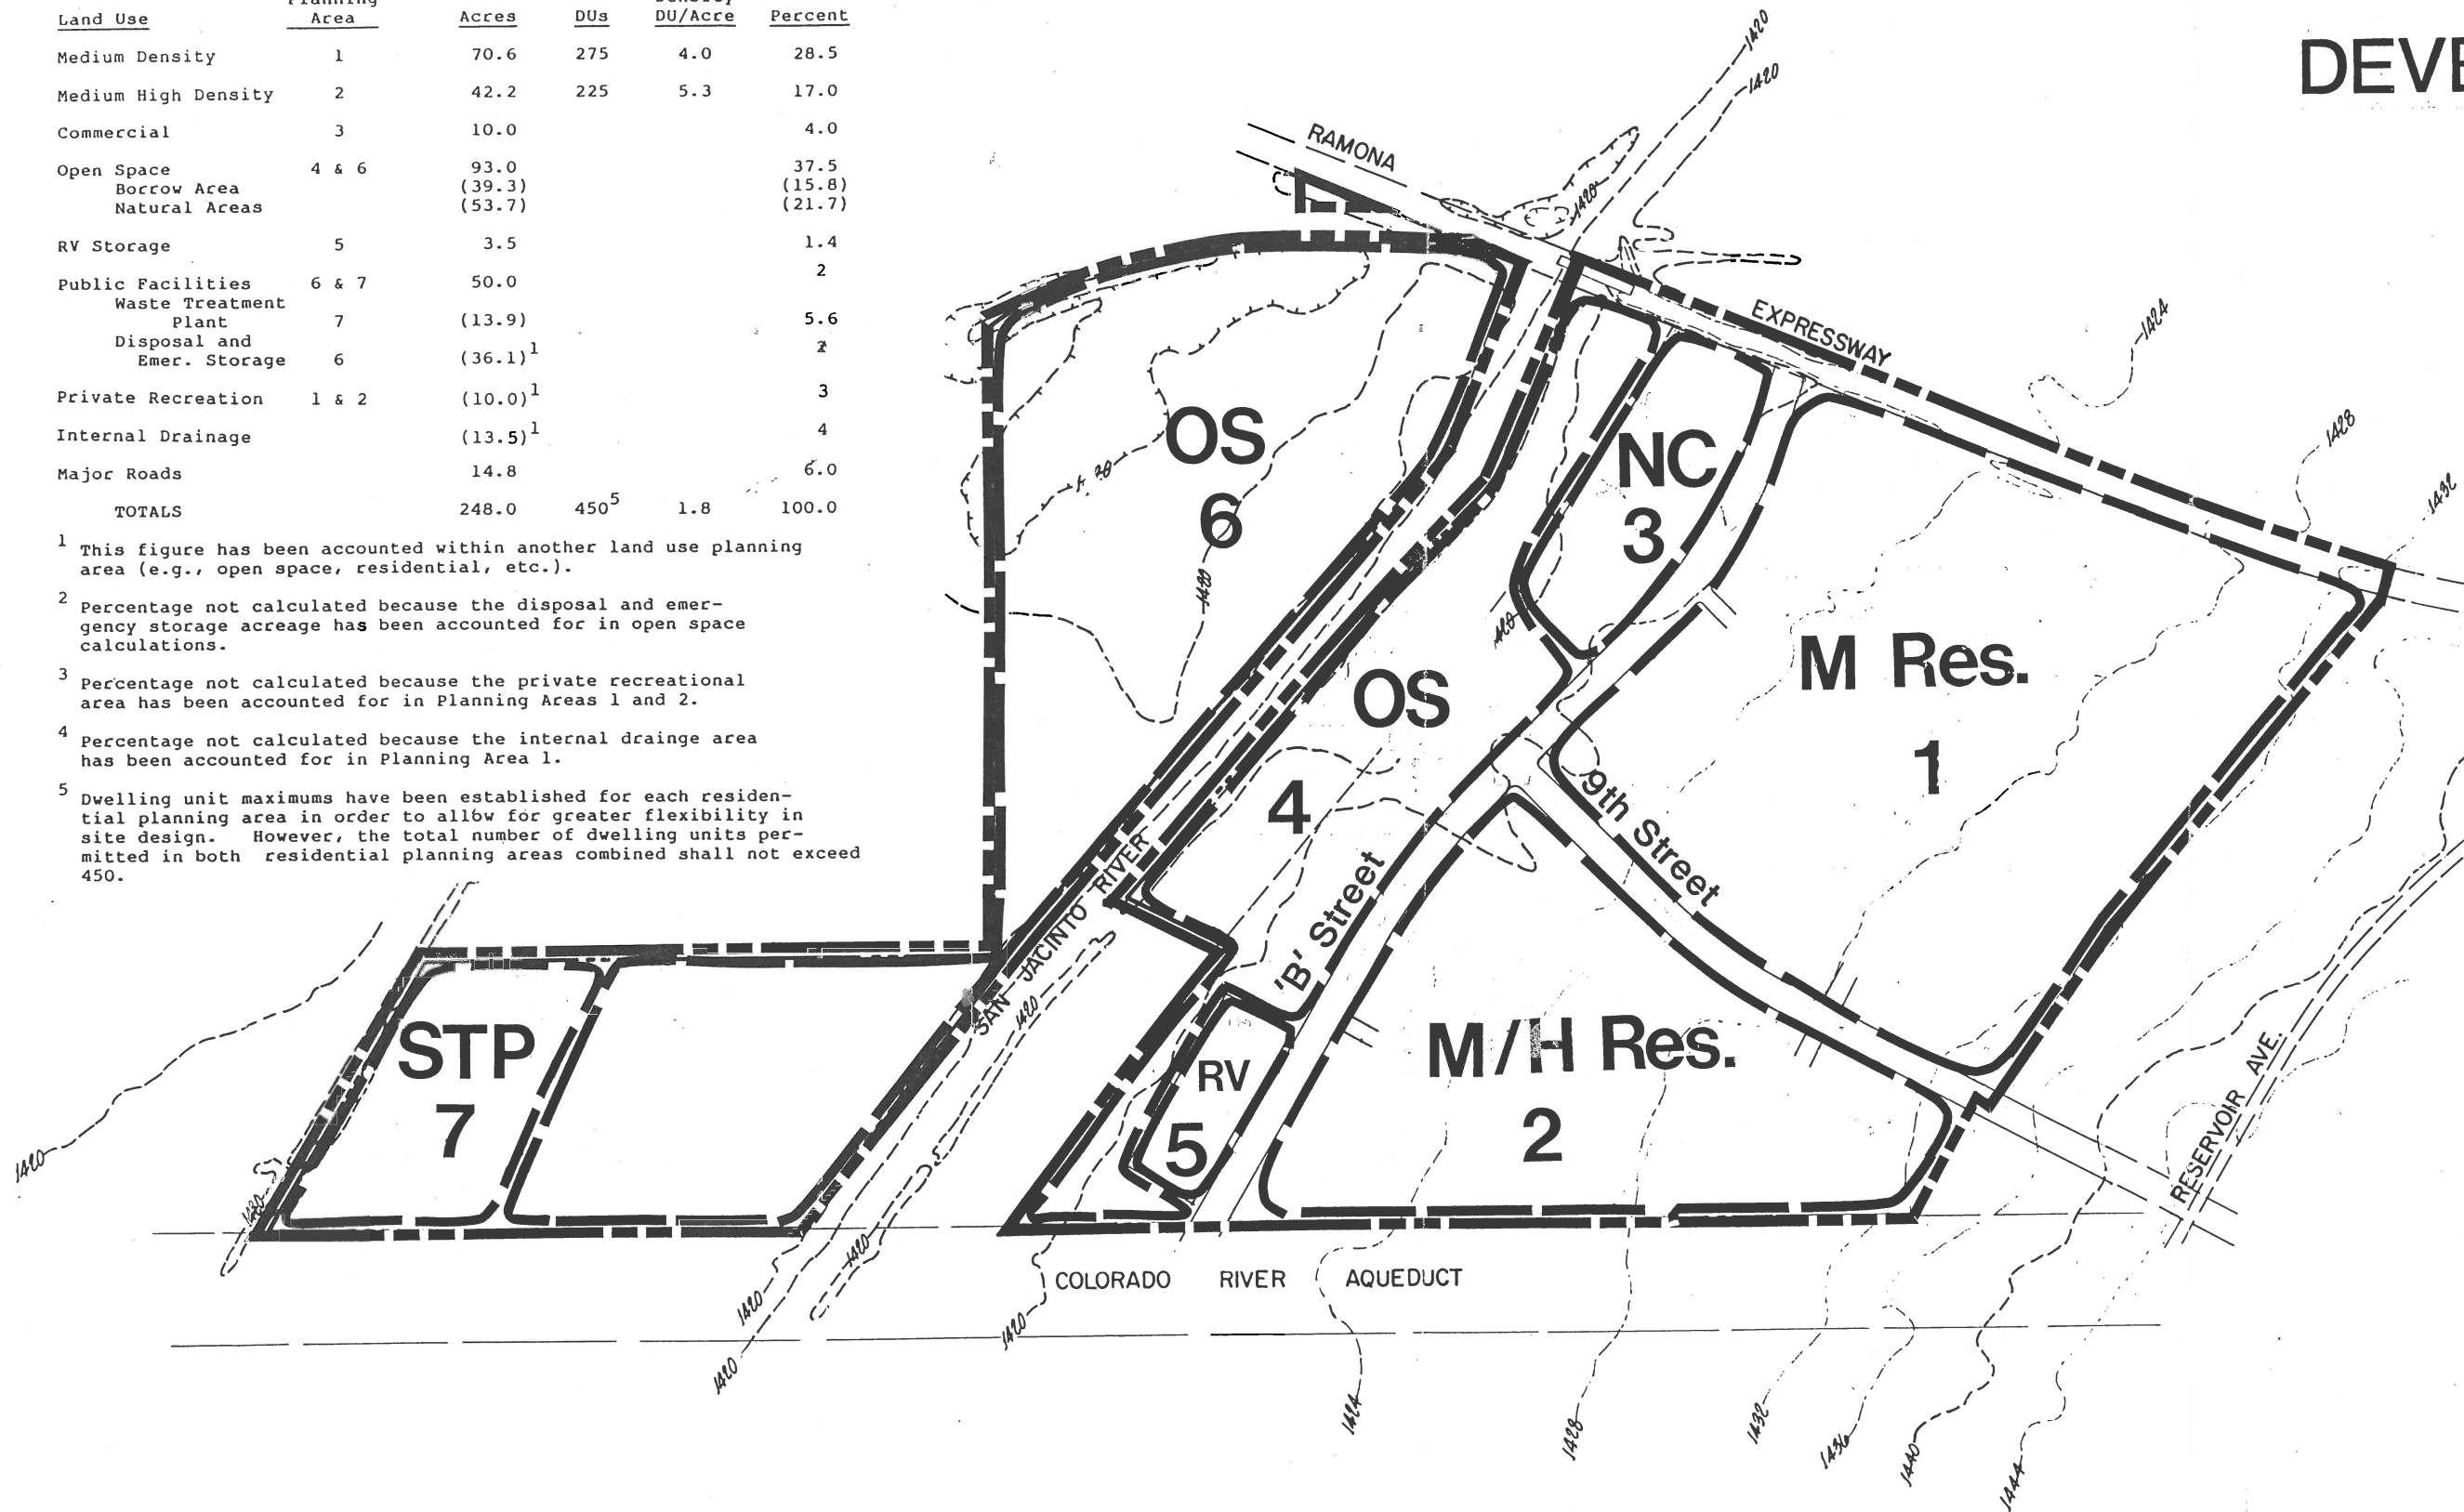 Land Use Area Acres DUs DU/Acre Percent
Medium Density 1 70.6 275 4.0 28.5
Medium High Density 2 42.2 225 5.3 17.0
Commercial 3 10.0 4.0
Open Space 4 & 6 93.0 37.5
Borrow Area (39.3) (15.8)
Natural Areas (53.7) (21.7)
RV Storage 5 3.5 1.4
Public Facilities 6 & 7 50.0 2
Waste Treatment
Plant 7 (13.9) 5.6
Disposal and
Emer. Storage 6 (36.1)1 2
Private Recreation 1 & 2 (10.0)1 3
Internal Drainage (13.5)1 4
Major Roads 14.8 6.0
TOTALS 248.0 4505 1.8 100.0
1 This figure has been accounted within another land use planning
area (e.g., open space, residential, etc.).
2 Percentage not calculated because the disposal and emer-
gency storage acreage has been accounted for in open space
calculations.
3 Percentage not calculated because the private recreational
area has been accounted for in Planning Areas 1 and 2.
4 Percentage not calculated because the internal drainge area
has been accounted for in Planning Area 1.
5 Dwelling unit maximums have been established for each residen-
tial planning area in order to allow for greater flexibility in
site design. However, the total number of dwelling units per-
mitted in both residential planning areas combined shall not exceed
450.
DEVE
1420
1420
RAMONA
1420
EXPRESSWAY
1424
1428
1432
OS
6
NC
3
1420
M Res.
1
OS
4
9th Street
'B' Street
SAN JACINTO RIVER
1420
STP
7
RV
5
M/H Res.
2
RESERVOIR AVE.
1420
1420
1420
COLORADO RIVER AQUEDUCT
1420
1420
1420
1424
1428
1432
1436
1440
1444